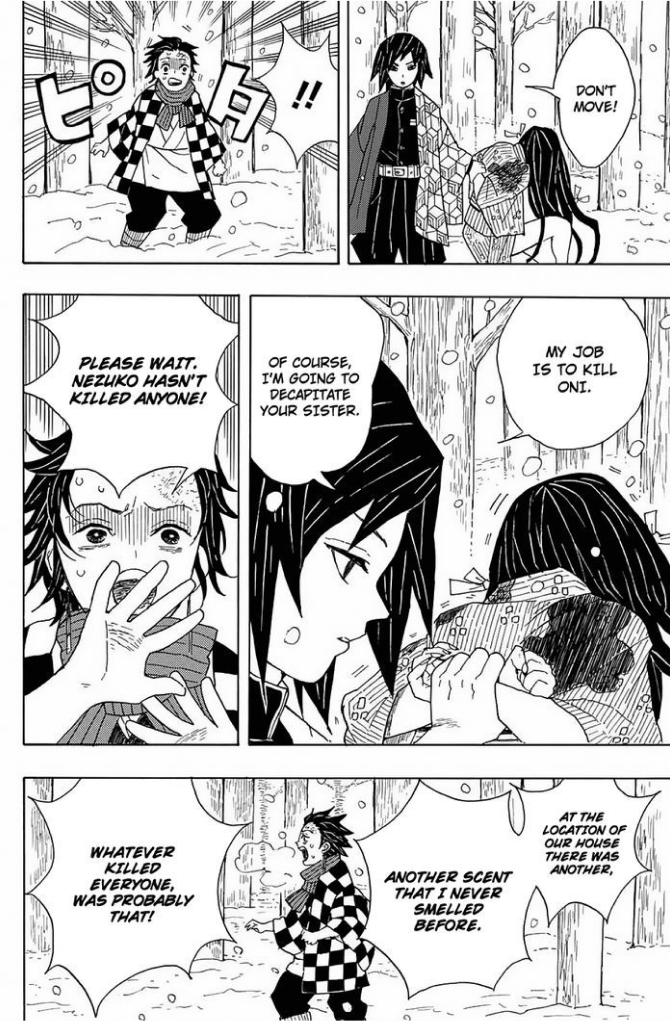 DON'T
MOVE!
!!
ピタ
MY JOB
IS TO KILL
ONI.
OF COURSE,
I'M GOING TO
DECAPITATE
YOUR SISTER.
PLEASE WAIT.
NEZUKO HASN'T
KILLED ANYONE!
AT THE
LOCATION OF
OUR HOUSE
THERE WAS
ANOTHER,
ANOTHER SCENT
THAT I NEVER
SMELLED
BEFORE.
WHATEVER
KILLED
EVERYONE,
WAS PROBABLY
THAT!